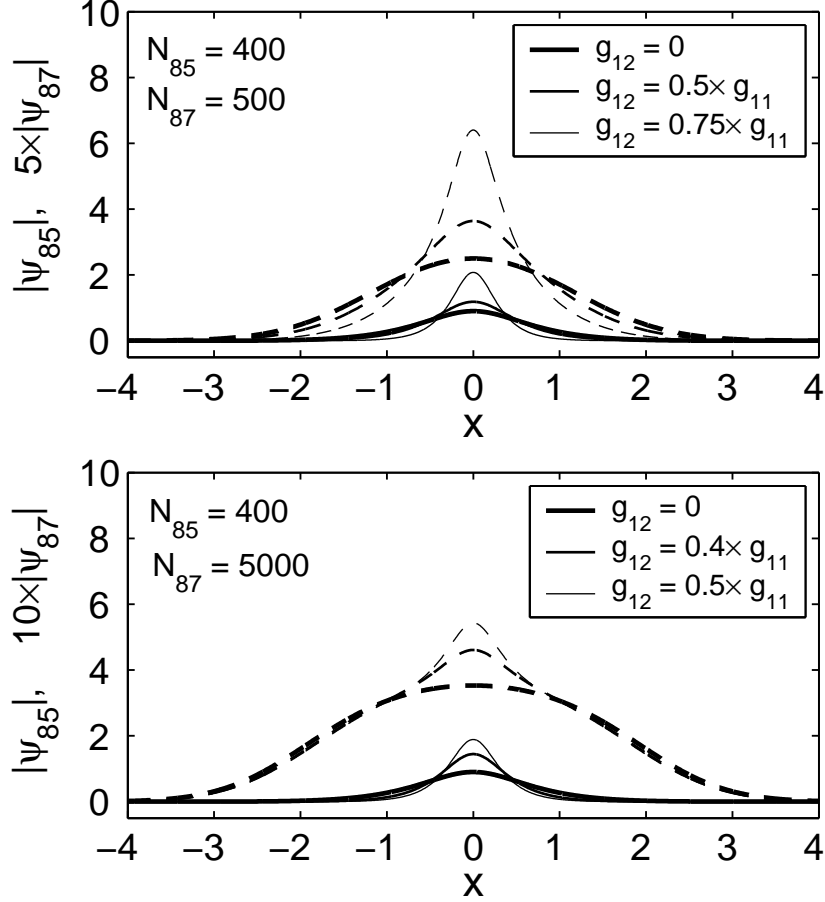 10
8
6
4
2
0
|ψ85|, 5×|ψ87|
N85 = 400
N87 = 500
g12 = 0
g12 = 0.5× g11
g12 = 0.75× g11
−4 −3 −2 −1 0 1 2 3 4
x
10
8
6
4
2
0
|ψ85|, 10×|ψ87|
N85 = 400
N87 = 5000
g12 = 0
g12 = 0.4× g11
g12 = 0.5× g11
−4 −3 −2 −1 0 1 2 3 4
x